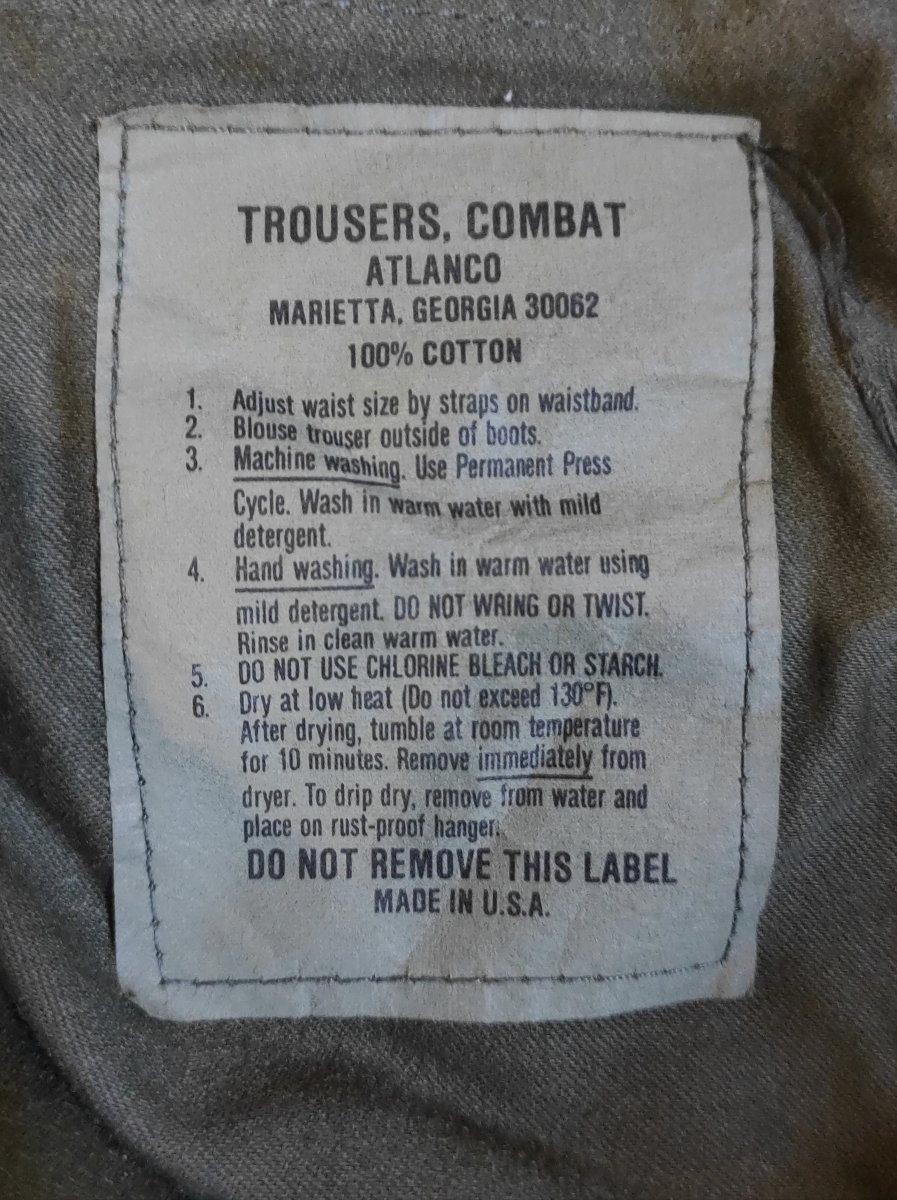 TROUSERS, COMBAT
ATLANCO
MARIETTA, GEORGIA 30062
100% COTTON
1. Adjust waist size by straps on waistband.
2. Blouse trouser outside of boots.
3. Machine washing. Use Permanent Press
Cycle. Wash in warm water with mild
detergent.
4. Hand washing. Wash in warm water using
mild detergent. DO NOT WRING OR TWIST.
Rinse in clean warm water.
5. DO NOT USE CHLORINE BLEACH OR STARCH.
6. Dry at low heat (Do not exceed 130°F).
After drying, tumble at room temperature
for 10 minutes. Remove immediately from
dryer. To drip dry, remove from water and
place on rust-proof hanger.
DO NOT REMOVE THIS LABEL
MADE IN U.S.A.